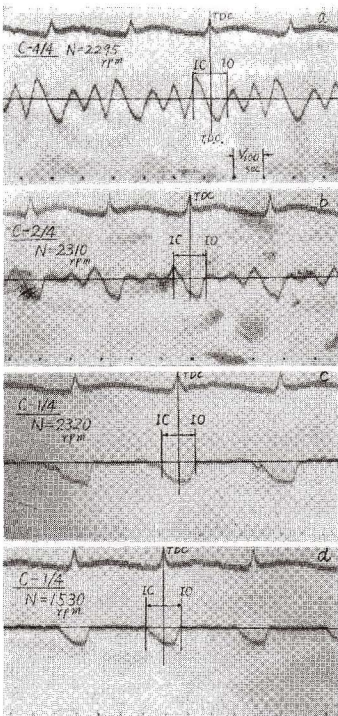 a
TDC
C-4/4 N=2295
rpm
IC IO
T.D.C.
1/100
sec
b
TDC
C-2/4
N=2310
rpm
IC IO
c
TDC
C-1/4
N=2320
rpm
IC IO
d
TDC
C-1/4
N=1530
rpm
IC IO